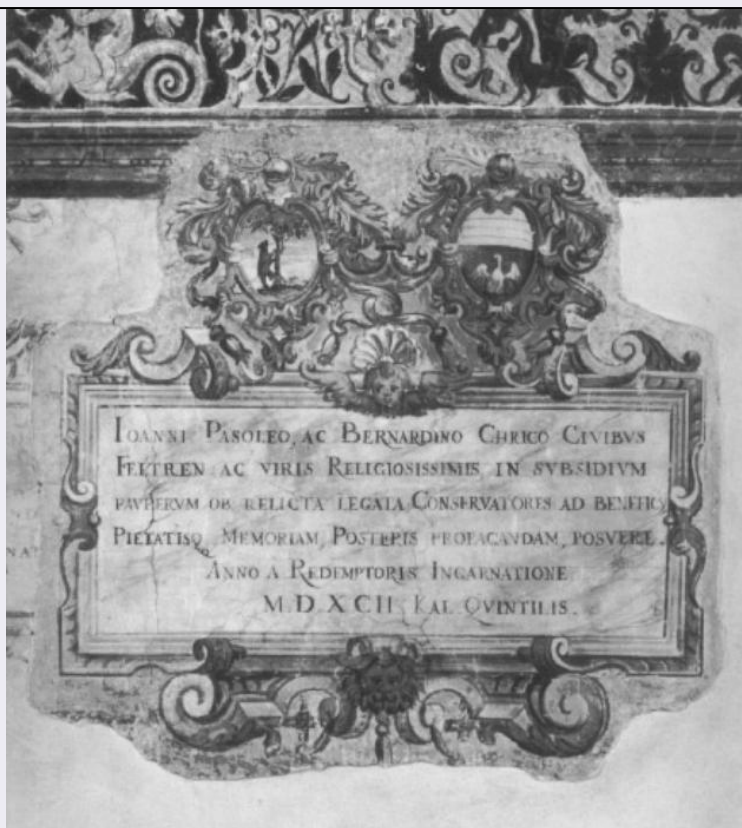 IOANNI PASOLEO, AC BERNARDINO CHRICO CIVIBVS
FELTREN AC VIRIS RELIGIOSISSIMIS IN SVBSIDIVM
PAVPERVM OB RELICTA LEGATA CONSERVATORES AD BENEFICY
PIETATISQ MEMORIAM, POSTERIS PROPAGANDAM, POSVERE.
ANNO A REDEMPTORIS INCARNATIONE
M.D.XCII KAL QVINTILIS.